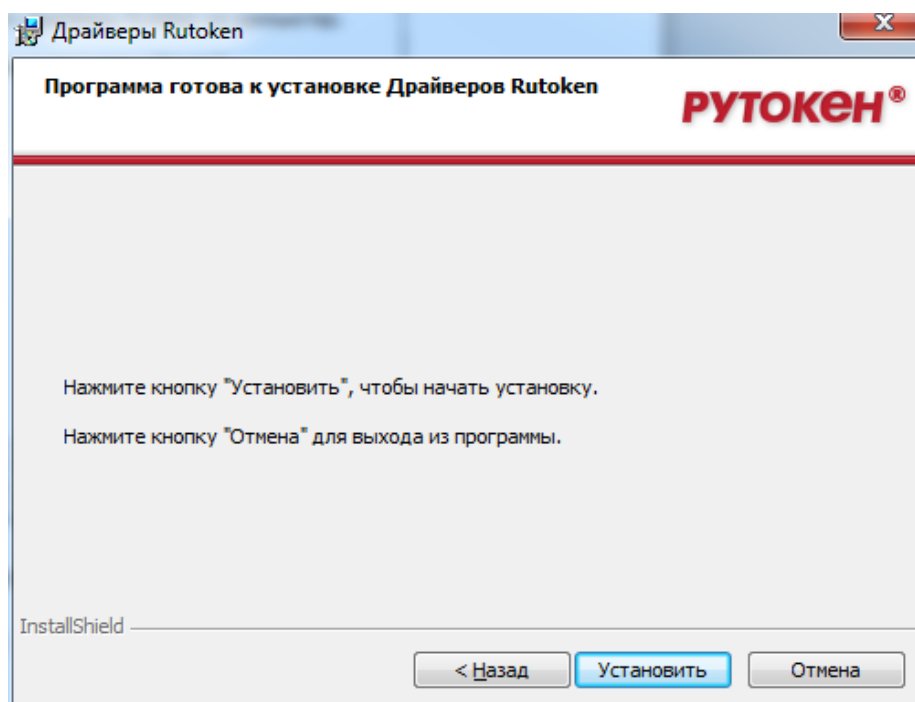 Драйверы Rutoken
Программа готова к установке Драйверов Rutoken
РУТОКЕН®
Нажмите кнопку "Установить", чтобы начать установку.
Нажмите кнопку "Отмена" для выхода из программы.
InstallShield
< Назад
Установить
Отмена